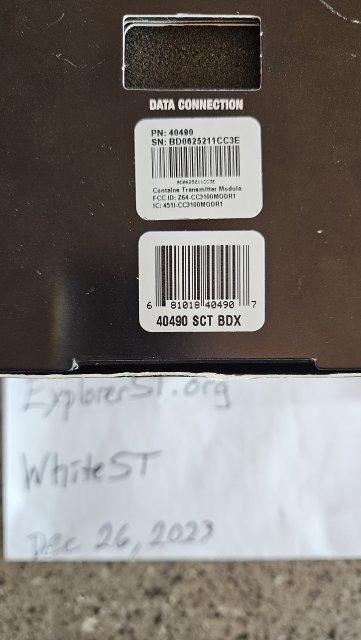 DATA CONNECTION
PN: 40490
SN: BD0625211CC3E
BD0625211CC3E
Contains Transmitter Module
FCC ID: Z64-CC3100MODR1
IC: 451I-CC3100MODR1
6 81018 40490 7
40490 SCT BDX
ExplorerST.org
WhiteST
Dec 26, 2023